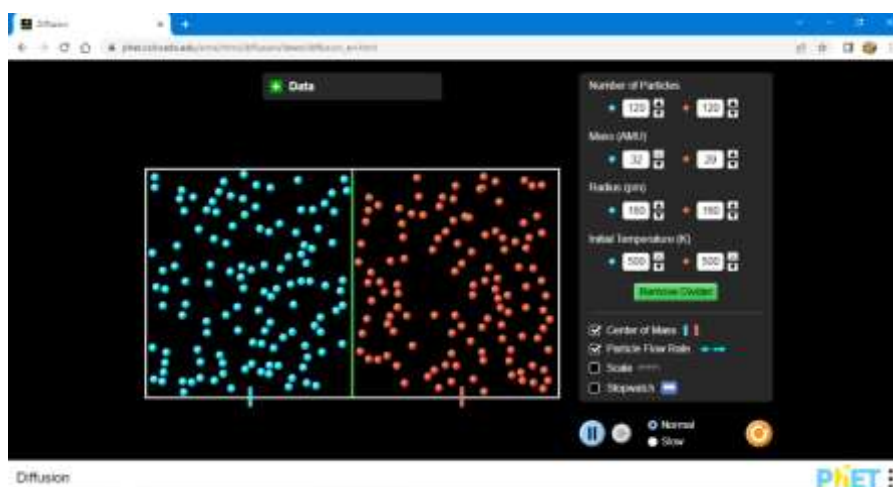 Diffusion
Data
Number of Particles
120 120
Mass (AMU)
32
Radius (pm)
160 160
Initial Temperature (K)
500 500
Remove Divider
Center of Mass
Particle Flow Rate
Scale
Stopwatch
Normal
Slow
Diffusion
PhET